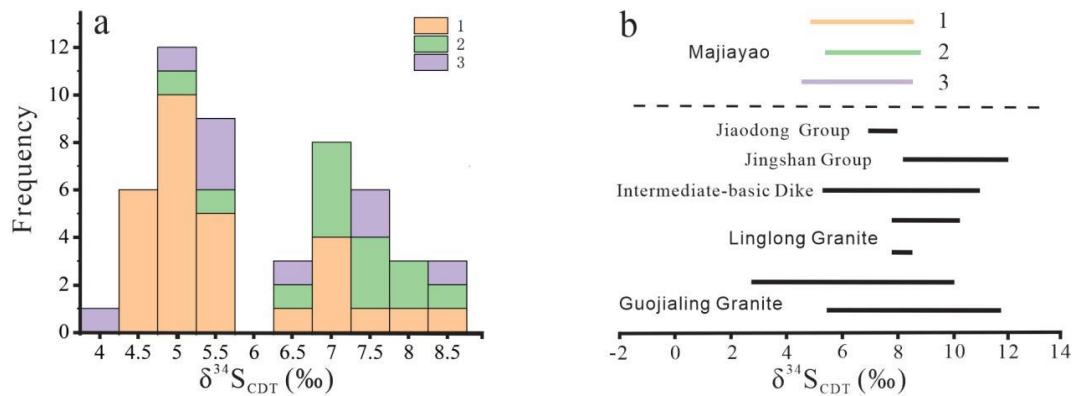 a
1
2
3
Frequency
12
10
8
6
4
2
0
4 4.5 5 5.5 6 6.5 7 7.5 8 8.5
δ³⁴S_CDT (‰)
b
1
Majiayao 2
3
Jiaodong Group
Jingshan Group
Intermediate-basic Dike
Linglong Granite
Guojialing Granite
-2 0 2 4 6 8 10 12 14
δ³⁴S_CDT (‰)